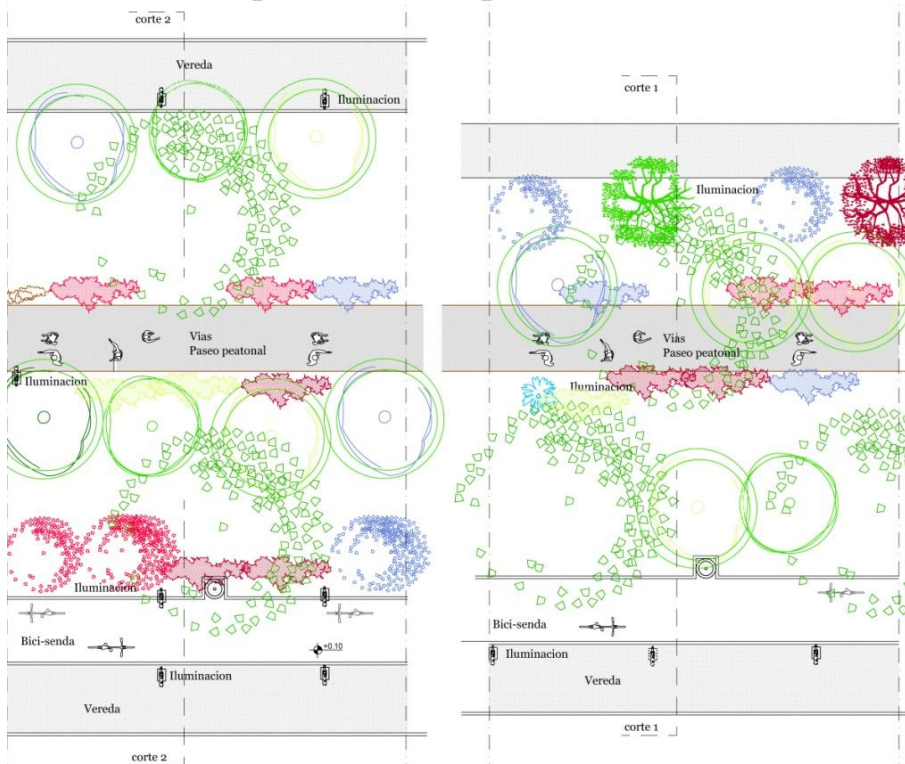 corte 2
Vereda
Iluminacion
Vias
Paseo peatonal
Iluminacion
Iluminacion
Bici-senda
+0.10
Iluminacion
Vereda
corte 2
corte 1
Iluminacion
Vias
Paseo peatonal
Iluminacion
Bici-senda
Iluminacion
Vereda
corte 1